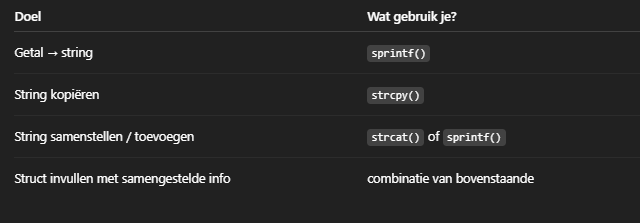 Doel Wat gebruik je?
Getal → string sprintf()
String kopiëren strcpy()
String samenstellen / toevoegen strcat() of sprintf()
Struct invullen met samengestelde info combinatie van bovenstaande